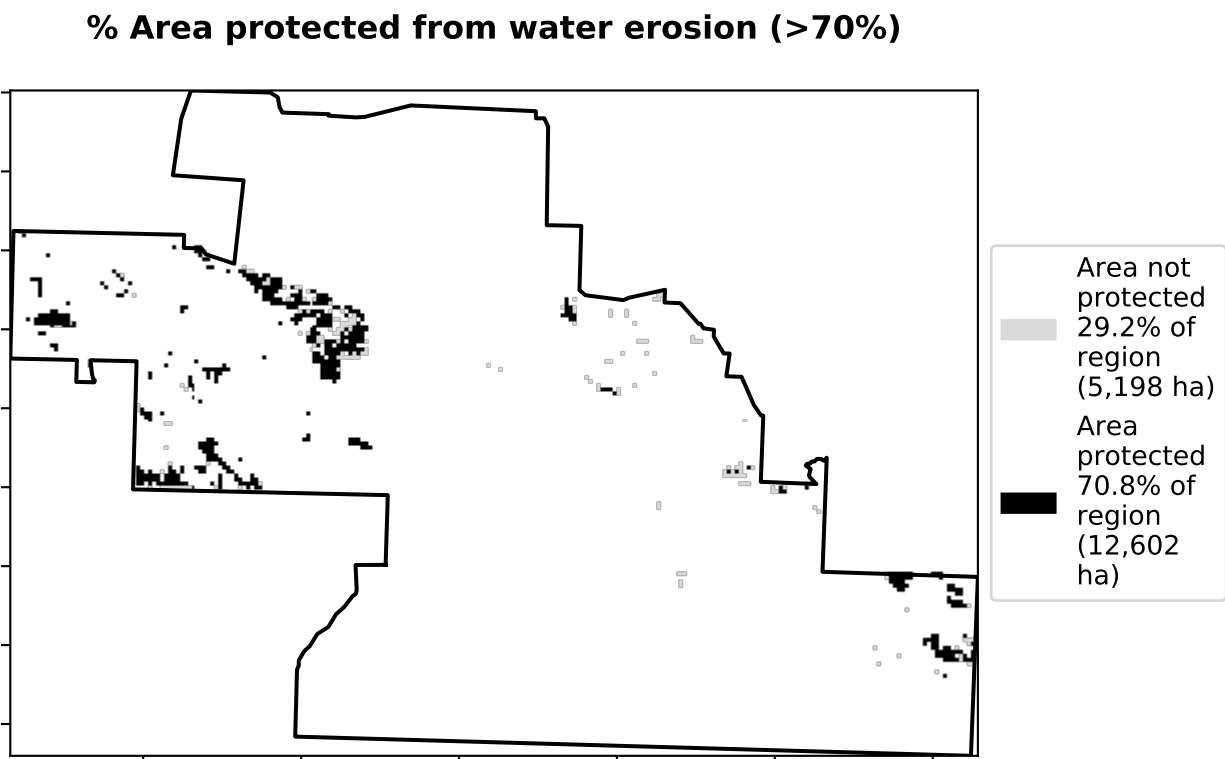 % Area protected from water erosion (>70%)
Area not
protected
29.2% of
region
(5,198 ha)
Area
protected
70.8% of
region
(12,602
ha)